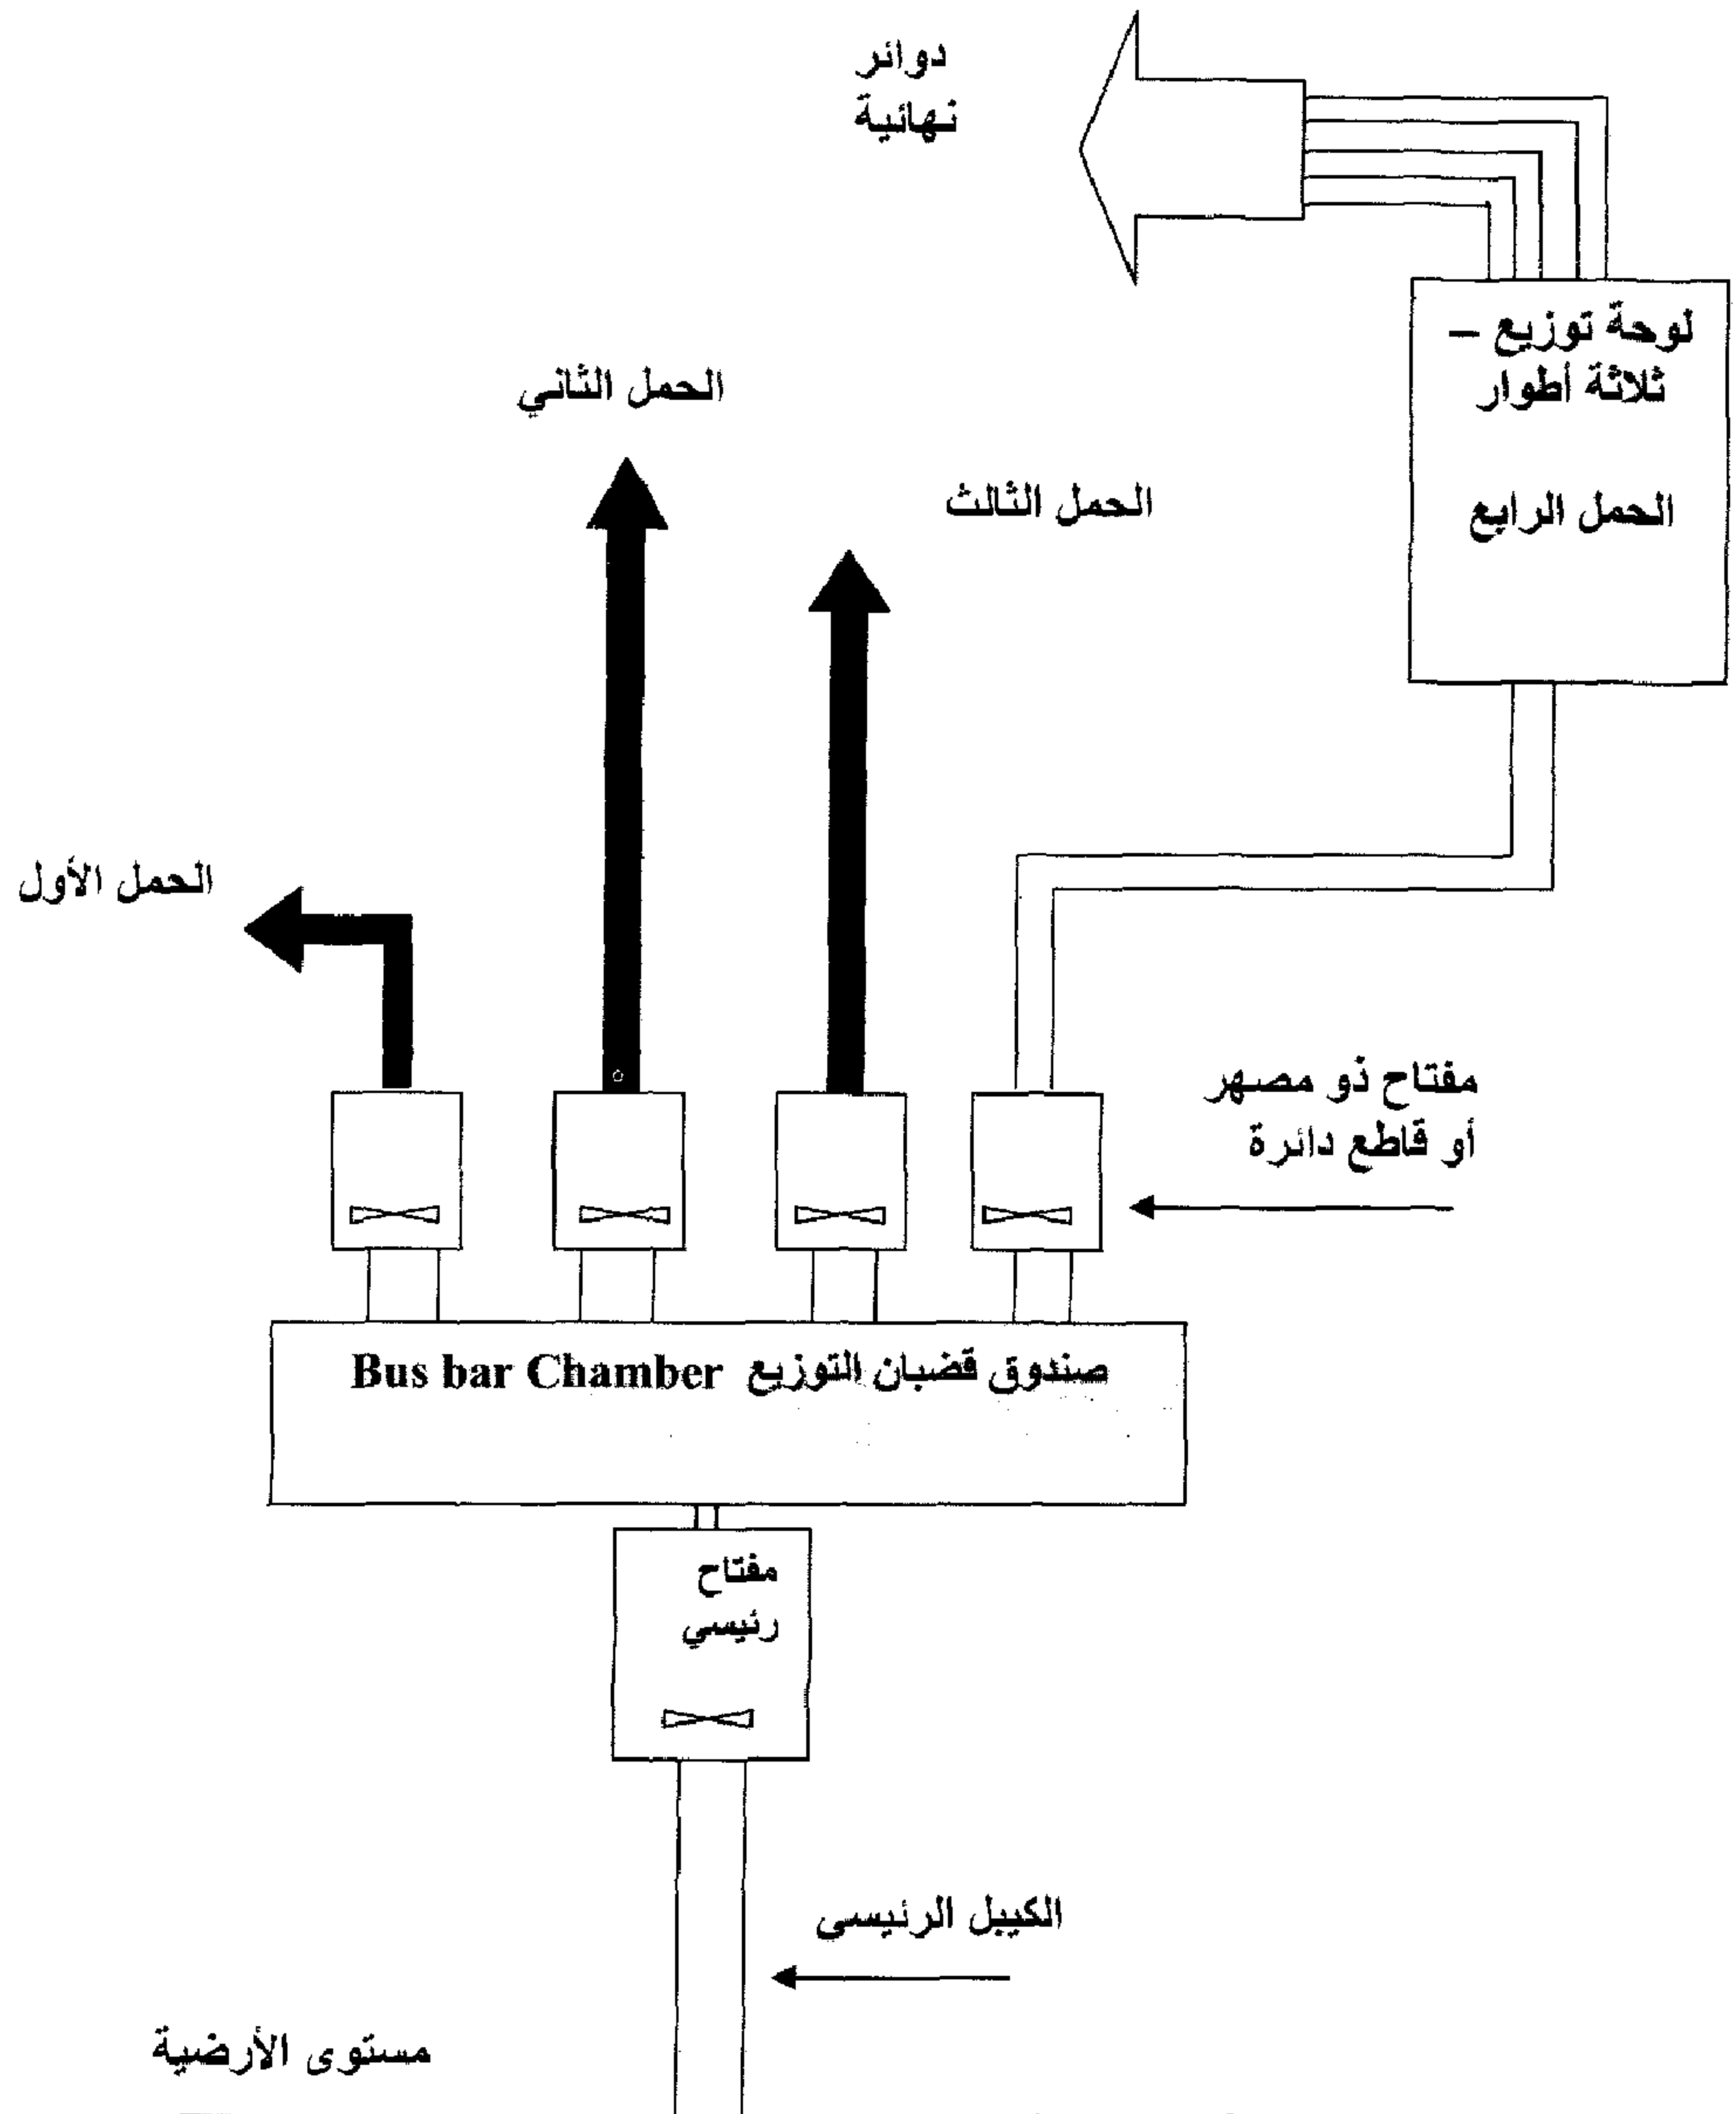 دوائر
نهائية
لوحة توزيع –
ثلاثة أطوار
الحمل الرابع
الحمل الثاني
الحمل الثالث
الحمل الأول
مفتاح ذو مصهر
أو قاطع دائرة
صندوق قضبان التوزيع Bus bar Chamber
مفتاح
رئيسي
الكيبل الرئيسي
مستوى الأرضية